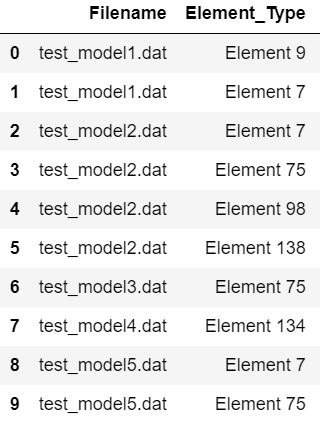 Filename Element_Type
0 test_model1.dat Element 9
1 test_model1.dat Element 7
2 test_model2.dat Element 7
3 test_model2.dat Element 75
4 test_model2.dat Element 98
5 test_model2.dat Element 138
6 test_model3.dat Element 75
7 test_model4.dat Element 134
8 test_model5.dat Element 7
9 test_model5.dat Element 75